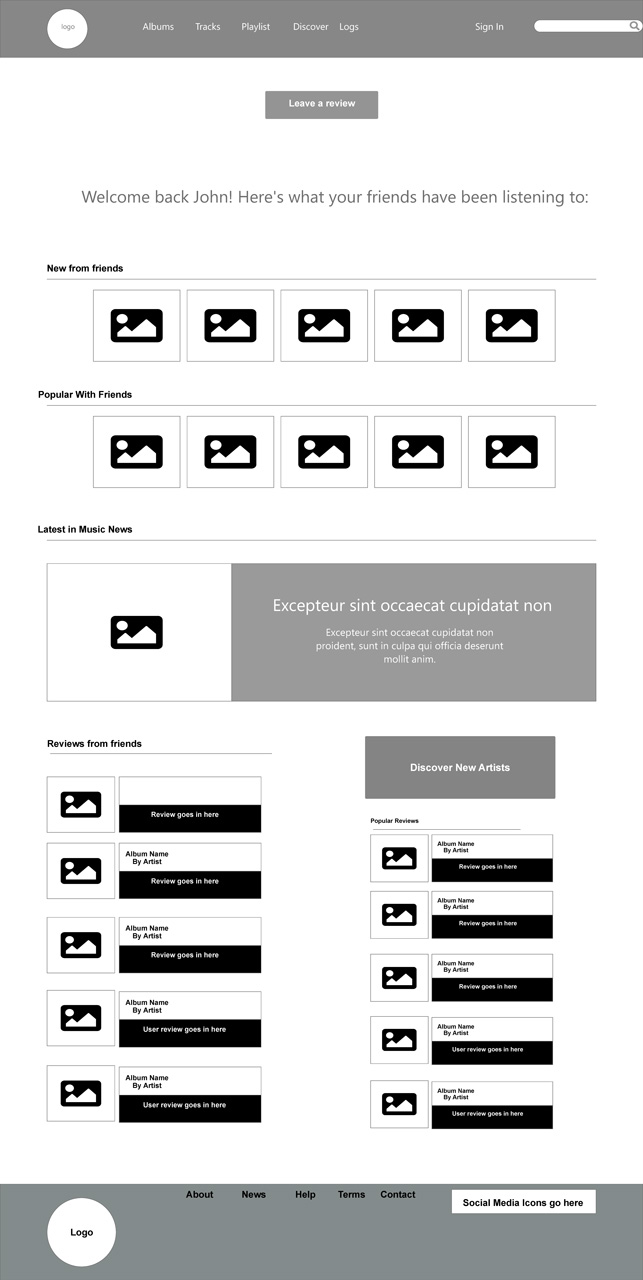 logo
Albums Tracks Playlist Discover Logs Sign In
Leave a review
Welcome back John! Here's what your friends have been listening to:
New from friends
Popular With Friends
Latest in Music News
Excepteur sint occaecat cupidatat non
Excepteur sint occaecat cupidatat non
proident, sunt in culpa qui officia deserunt
mollit anim.
Reviews from friends
Review goes in here
Album Name
By Artist
Review goes in here
Album Name
By Artist
Review goes in here
Album Name
By Artist
User review goes in here
Album Name
By Artist
User review goes in here
Discover New Artists
Popular Reviews
Album Name
By Artist
Review goes in here
Album Name
By Artist
Review goes in here
Album Name
By Artist
Review goes in here
Album Name
By Artist
User review goes in here
Album Name
By Artist
User review goes in here
Logo
About News Help Terms Contact
Social Media Icons go here